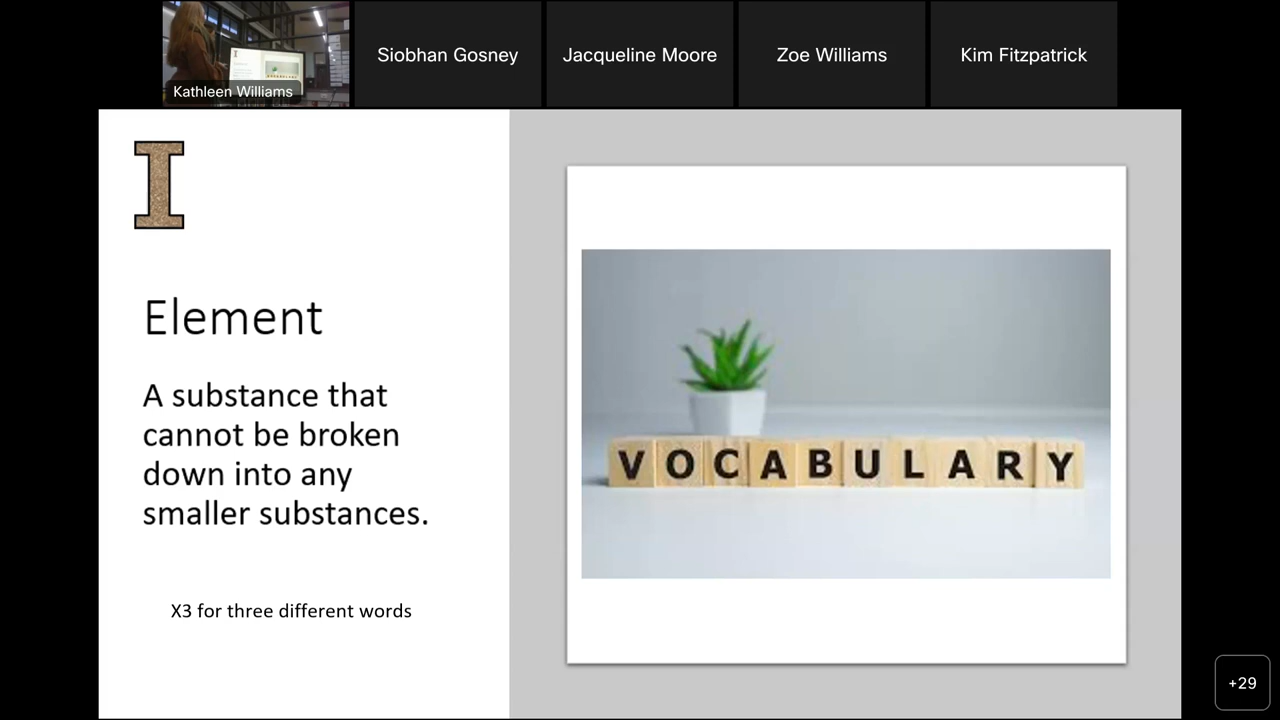 Kathleen Williams
Siobhan Gosney
Jacqueline Moore
Zoe Williams
Kim Fitzpatrick
I
Element
A substance that
cannot be broken
down into any
smaller substances.
X3 for three different words
VOCABULARY
+29